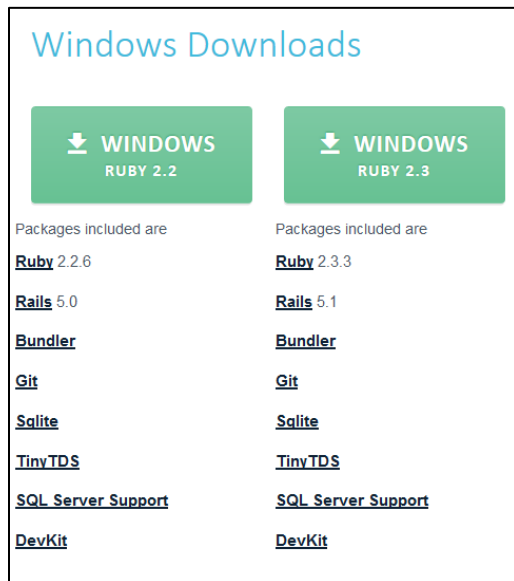 Windows Downloads
WINDOWS
RUBY 2.2
Packages included are
Ruby 2.2.6
Rails 5.0
Bundler
Git
Sqlite
TinyTDS
SQL Server Support
DevKit
WINDOWS
RUBY 2.3
Packages included are
Ruby 2.3.3
Rails 5.1
Bundler
Git
Sqlite
TinyTDS
SQL Server Support
DevKit